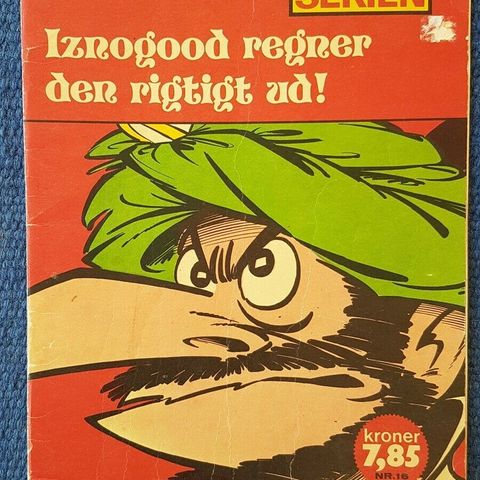 SERIEN
Iznogood regner
den rigtigt ud!
kroner
7,85
NR.16